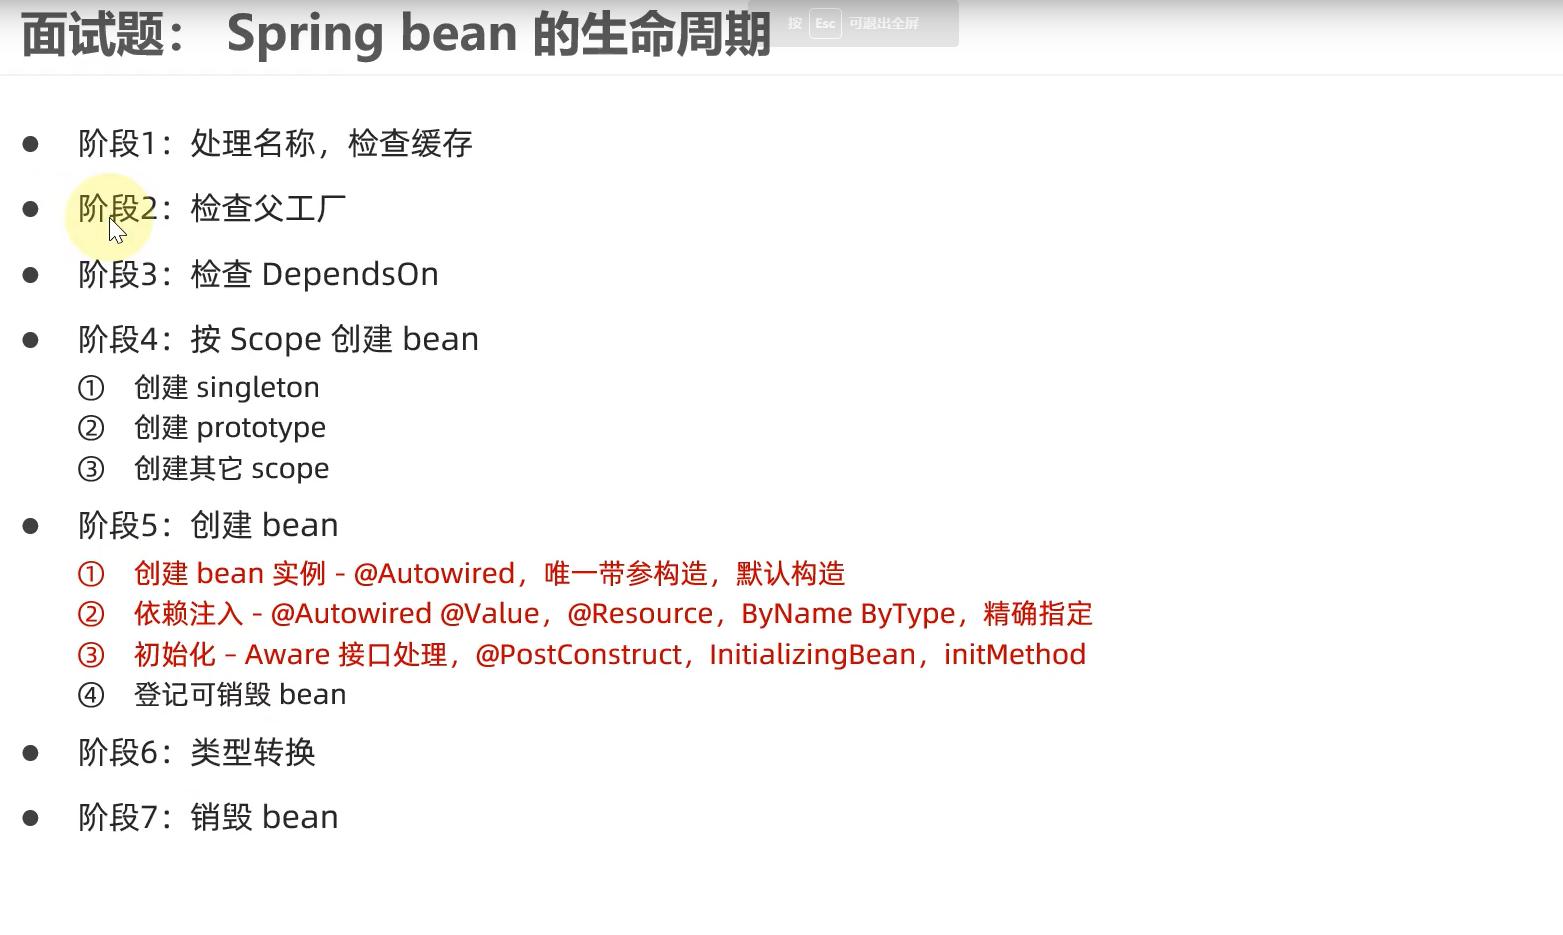 面试题： Spring bean 的生命周期
按 Esc 可退出全屏
● 阶段1：处理名称，检查缓存
● 阶段2：检查父工厂
● 阶段3：检查 DependsOn
● 阶段4：按 Scope 创建 bean
① 创建 singleton
② 创建 prototype
③ 创建其它 scope
● 阶段5：创建 bean
① 创建 bean 实例 - @Autowired，唯一带参构造，默认构造
② 依赖注入 - @Autowired @Value，@Resource，ByName ByType，精确指定
③ 初始化 – Aware 接口处理，@PostConstruct，InitializingBean，initMethod
④ 登记可销毁 bean
● 阶段6：类型转换
● 阶段7：销毁 bean